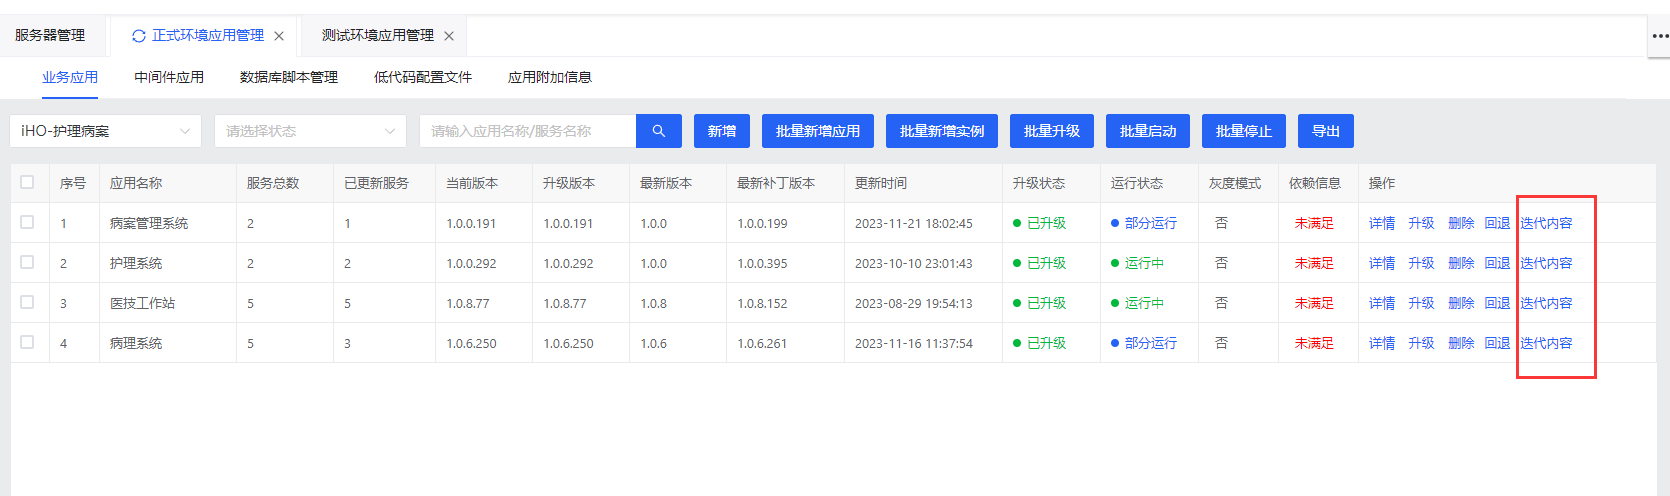 服务器管理 正式环境应用管理 测试环境应用管理
业务应用 中间件应用 数据库脚本管理 低代码配置文件 应用附加信息
iHO-护理病案 请选择状态 请输入应用名称/服务名称 新增 批量新增应用 批量新增实例 批量升级 批量启动 批量停止 导出
序号 应用名称 服务总数 已更新服务 当前版本 升级版本 最新版本 最新补丁版本 更新时间 升级状态 运行状态 灰度模式 依赖信息 操作
1 病案管理系统 2 1 1.0.0.191 1.0.0.191 1.0.0 1.0.0.199 2023-11-21 18:02:45 已升级 部分运行 否 未满足 详情 升级 删除 回退 迭代内容
2 护理系统 2 2 1.0.0.292 1.0.0.292 1.0.0 1.0.0.395 2023-10-10 23:01:43 已升级 运行中 否 未满足 详情 升级 删除 回退 迭代内容
3 医技工作站 5 5 1.0.8.77 1.0.8.77 1.0.8 1.0.8.152 2023-08-29 19:54:13 已升级 运行中 否 未满足 详情 升级 删除 回退 迭代内容
4 病理系统 5 3 1.0.6.250 1.0.6.250 1.0.6 1.0.6.261 2023-11-16 11:37:54 已升级 部分运行 否 未满足 详情 升级 删除 回退 迭代内容